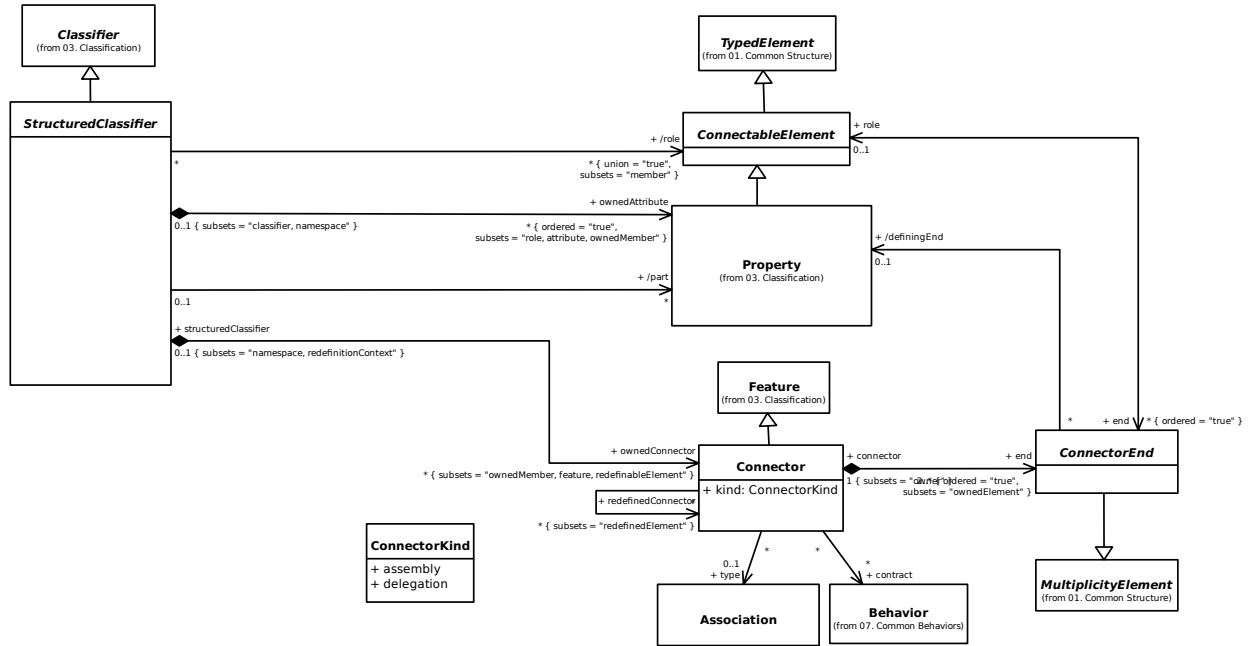 Classifier
(from 03. Classification)
TypedElement
(from 01. Common Structure)
StructuredClassifier
+ /role
*
* { union = "true",
subsets = "member" }
ConnectableElement
+ role
0..1
+ ownedAttribute
0..1 { subsets = "classifier, namespace" }
* { ordered = "true",
subsets = "role, attribute, ownedMember" }
Property
(from 03. Classification)
+ /definingEnd
0..1
+ /part
0..1
*
+ structuredClassifier
0..1 { subsets = "namespace, redefinitionContext" }
Feature
(from 03. Classification)
*
+ end
* { ordered = "true" }
+ ownedConnector
* { subsets = "ownedMember, feature, redefinableElement" }
Connector
+ kind: ConnectorKind
+ connector
+ end
1 { subsets = "owner" }
2..* { ordered = "true",
subsets = "ownedElement" }
ConnectorEnd
+ redefinedConnector
*
* { subsets = "redefinedElement" }
ConnectorKind
+ assembly
+ delegation
*
*
0..1
+ type
*
+ contract
Association
Behavior
(from 07. Common Behaviors)
MultiplicityElement
(from 01. Common Structure)